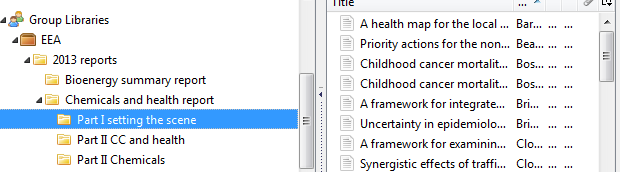 Group Libraries
EEA
2013 reports
Bioenergy summary report
Chemicals and health report
Part I setting the scene
Part II CC and health
Part II Chemicals
Title ...
A health map for the local ... Bar... ... ...
Priority actions for the non... Bea... ... ...
Childhood cancer mortalit... Bos... ... ...
Childhood cancer mortalit... Bos... ... ...
A framework for integrate... Bri... ... ...
Uncertainty in epidemiolo... Bri... ... ...
A framework for examinin... Clo... ... ...
Synergistic effects of traffi... Clo... ... ...